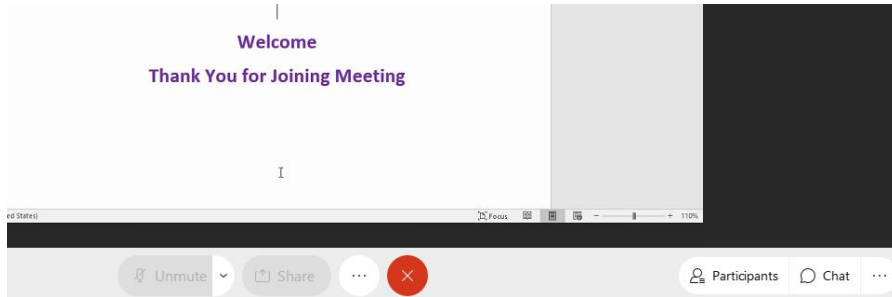 Welcome
Thank You for Joining Meeting
ed States)
Focus
110%
Unmute
Share
Participants
Chat